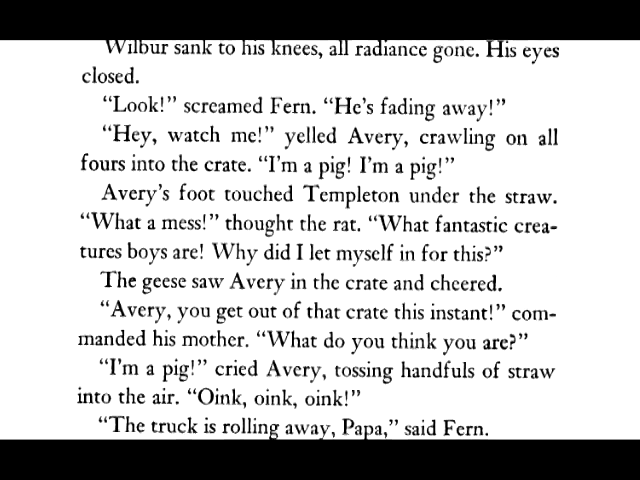 Wilbur sank to his knees, all radiance gone. His eyes
closed.
“Look!” screamed Fern. “He’s fading away!”
“Hey, watch me!” yelled Avery, crawling on all
fours into the crate. “I’m a pig! I’m a pig!”
Avery’s foot touched Templeton under the straw.
“What a mess!” thought the rat. “What fantastic crea-
tures boys are! Why did I let myself in for this?”
The geese saw Avery in the crate and cheered.
“Avery, you get out of that crate this instant!” com-
manded his mother. “What do you think you are?”
“I’m a pig!” cried Avery, tossing handfuls of straw
into the air. “Oink, oink, oink!”
“The truck is rolling away, Papa,” said Fern.